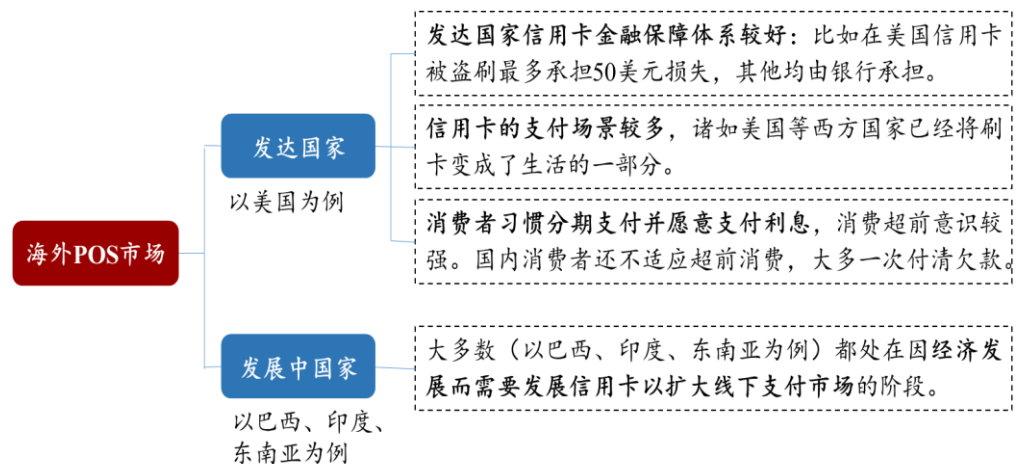 海外POS市场
发达国家
以美国为例
发达国家信用卡金融保障体系较好：比如在美国信用卡
被盗刷最多承担50美元损失，其他均由银行承担。
信用卡的支付场景较多，诸如美国等西方国家已经将刷
卡变成了生活的一部分。
消费者习惯分期支付并愿意支付利息，消费超前意识较
强。国内消费者还不适应超前消费，大多一次付清欠款。
发展中国家
以巴西、印度、
东南亚为例
大多数（以巴西、印度、东南亚为例）都处在因经济发
展而需要发展信用卡以扩大线下支付市场的阶段。